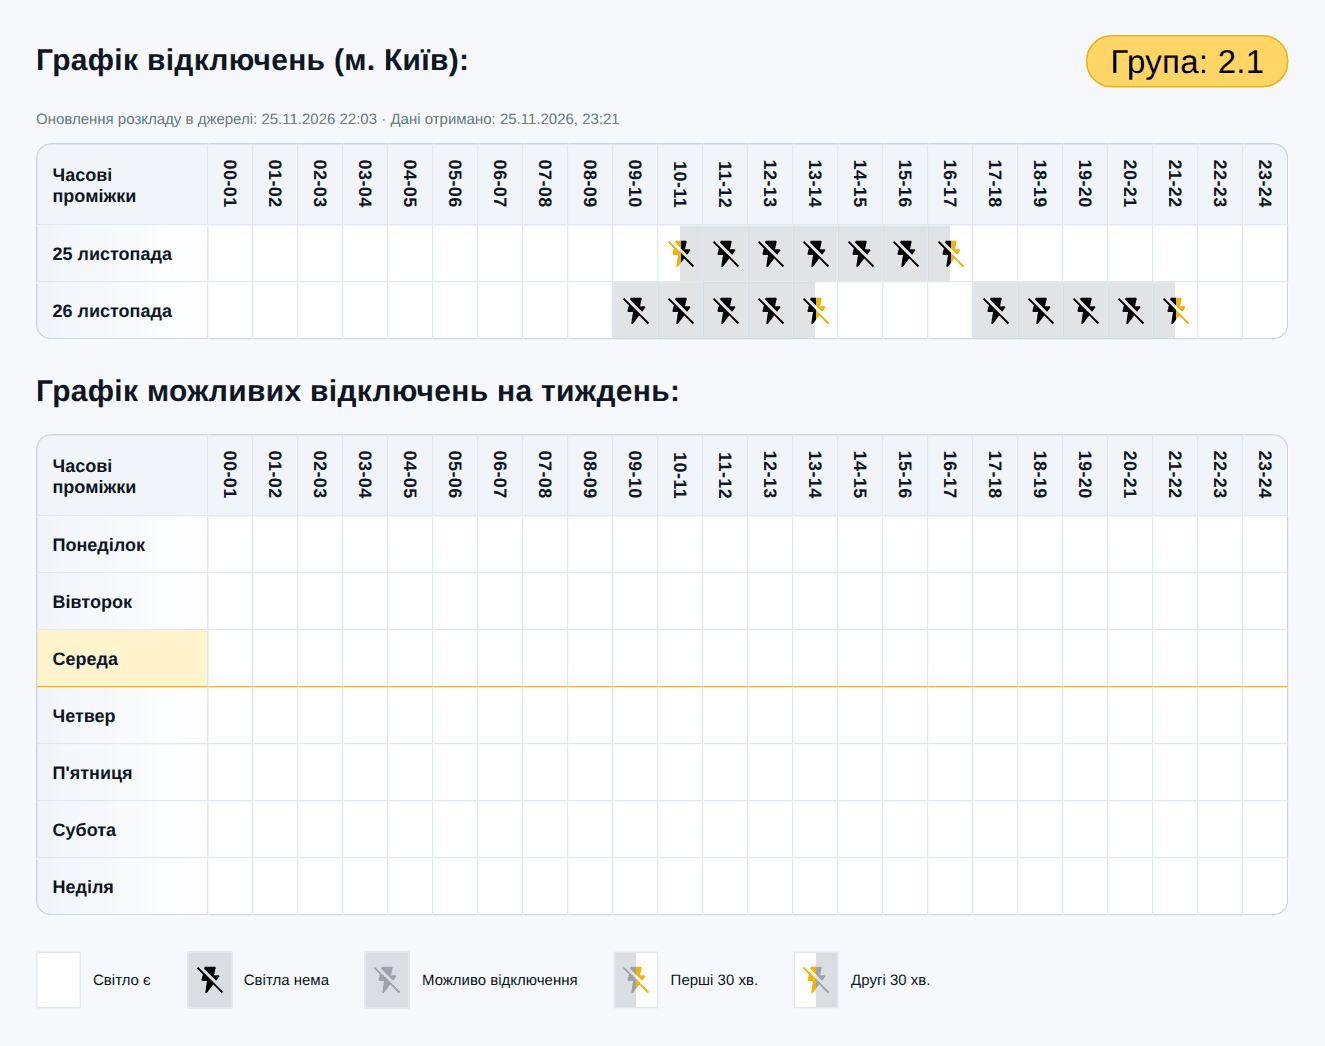 Графік відключень (м. Київ):
Група: 2.1
Оновлення розкладу в джерелі: 25.11.2026 22:03 · Дані отримано: 25.11.2026, 23:21
Часові проміжки 00-01 01-02 02-03 03-04 04-05 05-06 06-07 07-08 08-09 09-10 10-11 11-12 12-13 13-14 14-15 15-16 16-17 17-18 18-19 19-20 20-21 21-22 22-23 23-24
25 листопада
26 листопада
Графік можливих відключень на тиждень:
Часові проміжки 00-01 01-02 02-03 03-04 04-05 05-06 06-07 07-08 08-09 09-10 10-11 11-12 12-13 13-14 14-15 15-16 16-17 17-18 18-19 19-20 20-21 21-22 22-23 23-24
Понеділок
Вівторок
Середа
Четвер
П'ятниця
Субота
Неділя
Світло є Світла нема Можливо відключення Перші 30 хв. Другі 30 хв.